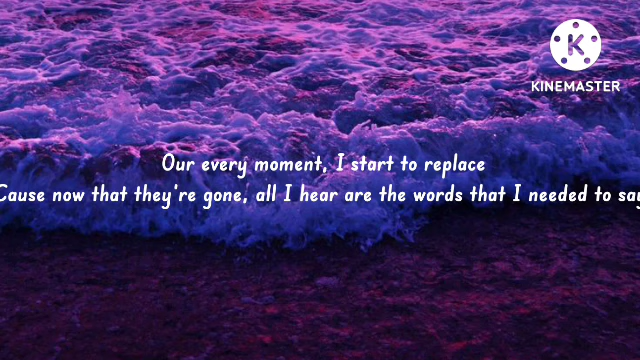 KINEMASTER
Our every moment, I start to replace
Cause now that they're gone, all I hear are the words that I needed to say